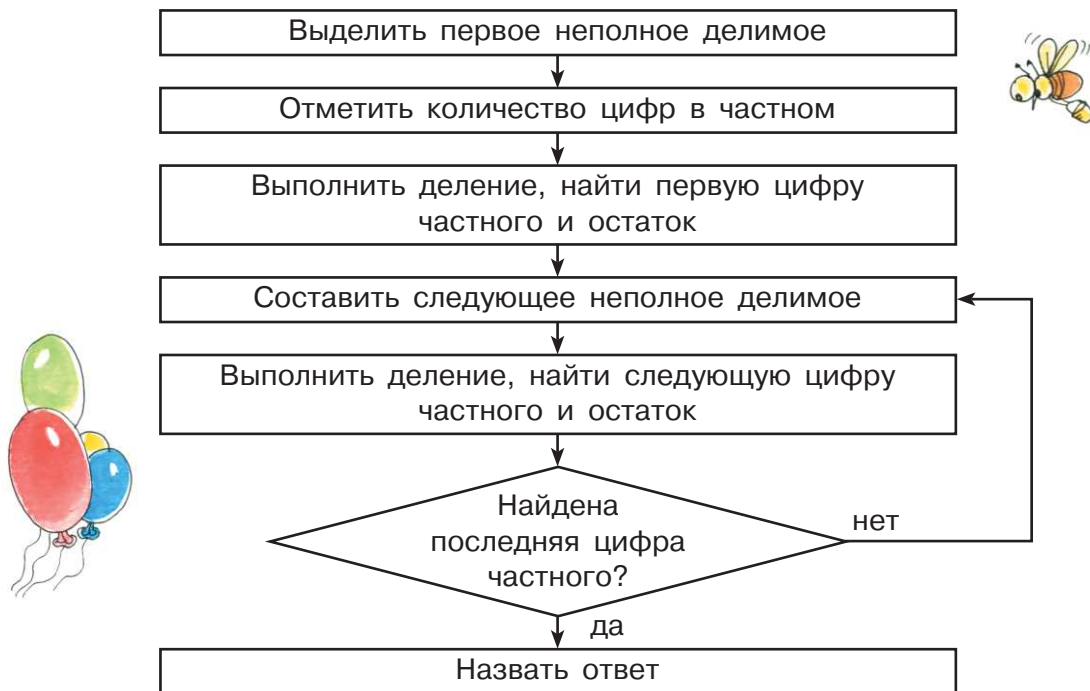 Выделить первое неполное делимое
Отметить количество цифр в частном
Выполнить деление, найти первую цифру
частного и остаток
Составить следующее неполное делимое
Выполнить деление, найти следующую цифру
частного и остаток
Найдена
последняя цифра
частного?
нет
да
Назвать ответ